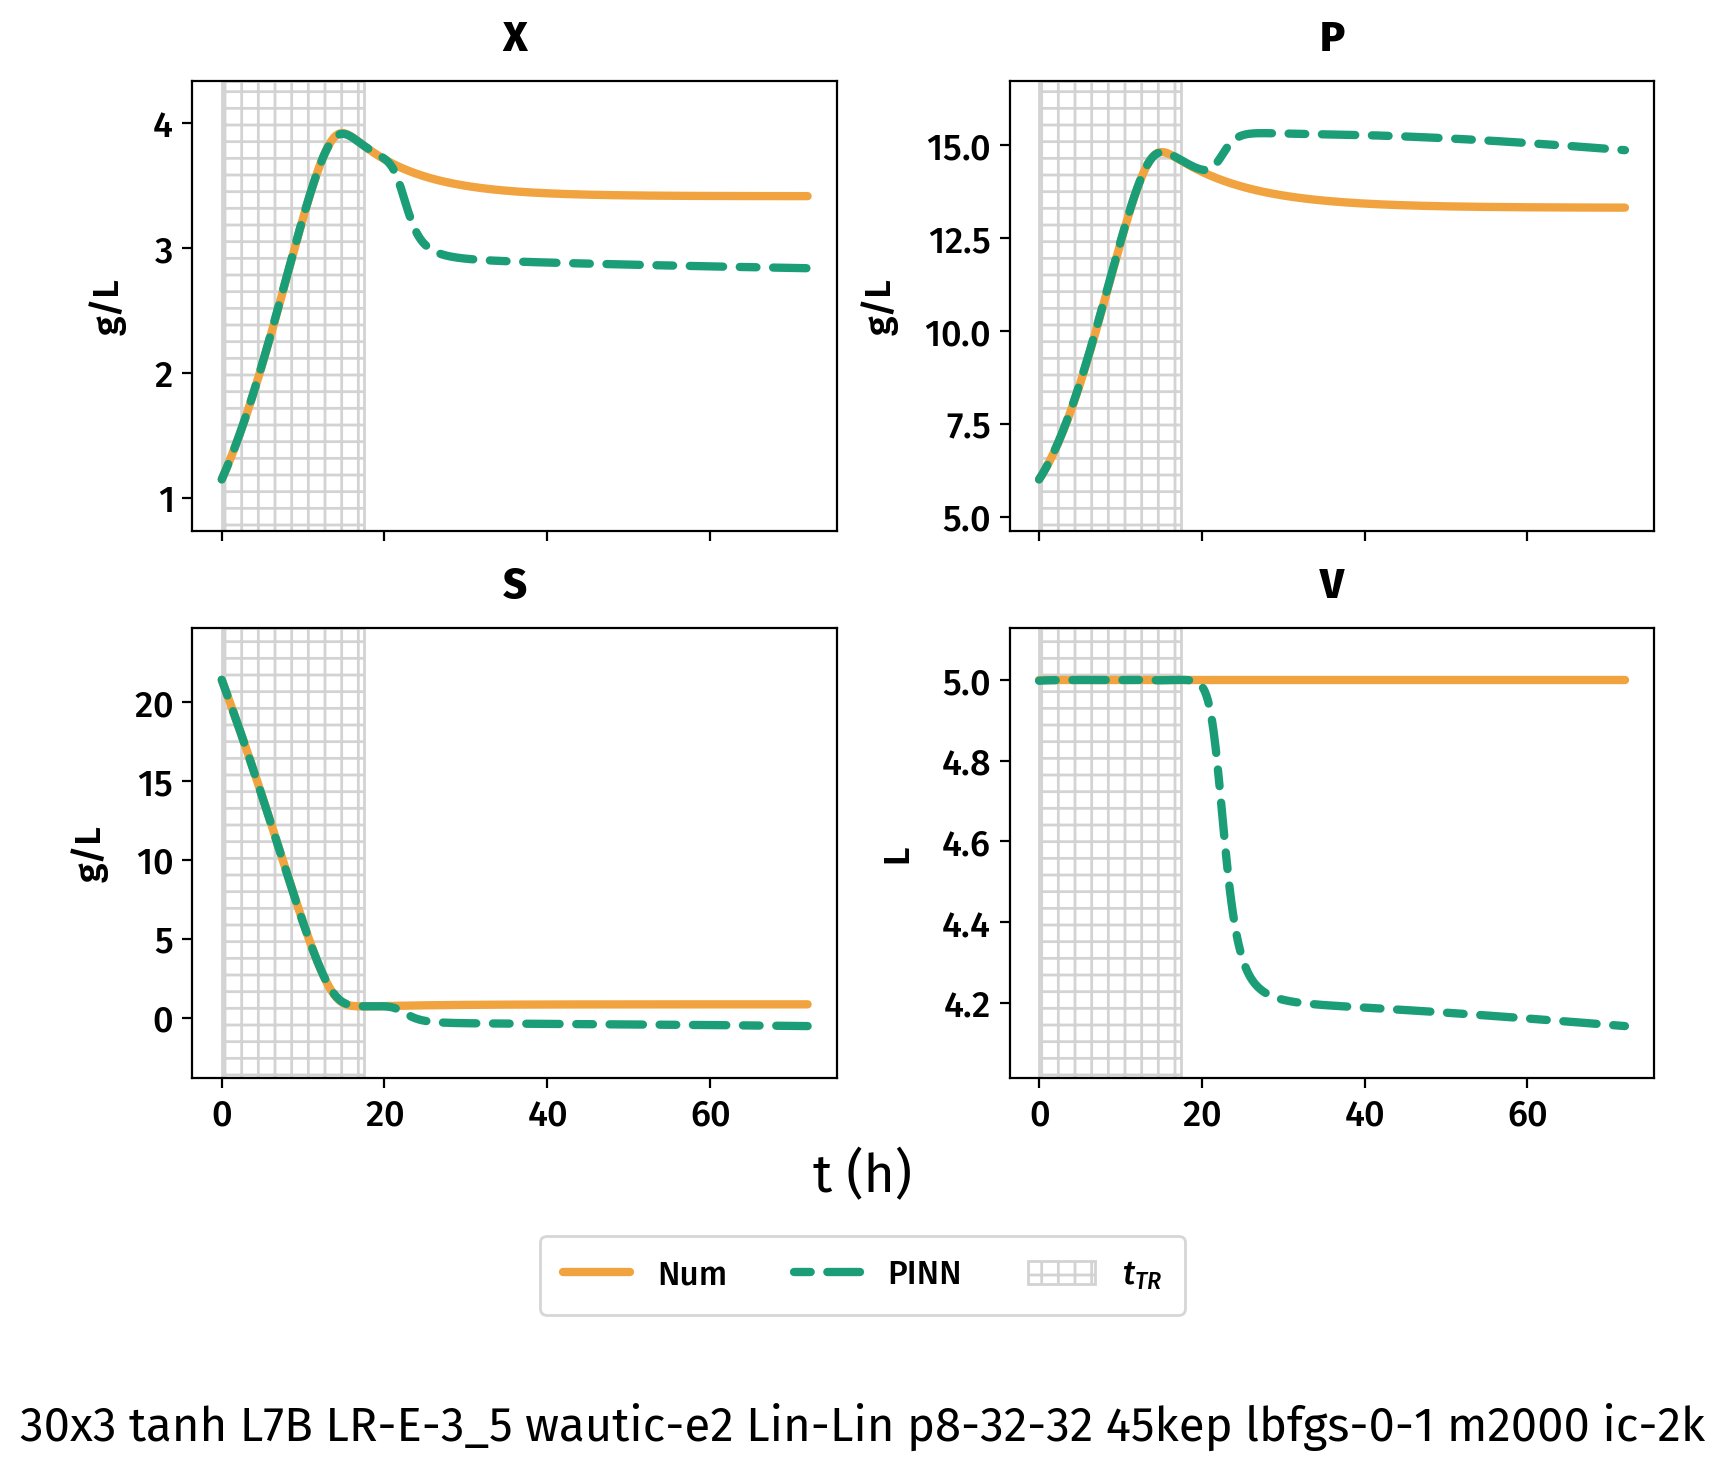 X
P
4
3
2
1
g/L
15.0
12.5
10.0
7.5
5.0
g/L
S
V
20
15
10
5
0
g/L
5.0
4.8
4.6
4.4
4.2
L
0 20 40 60
0 20 40 60
t (h)
Num PINN tTR
30x3 tanh L7B LR-E-3_5 wautic-e2 Lin-Lin p8-32-32 45kep lbfgs-0-1 m2000 ic-2k